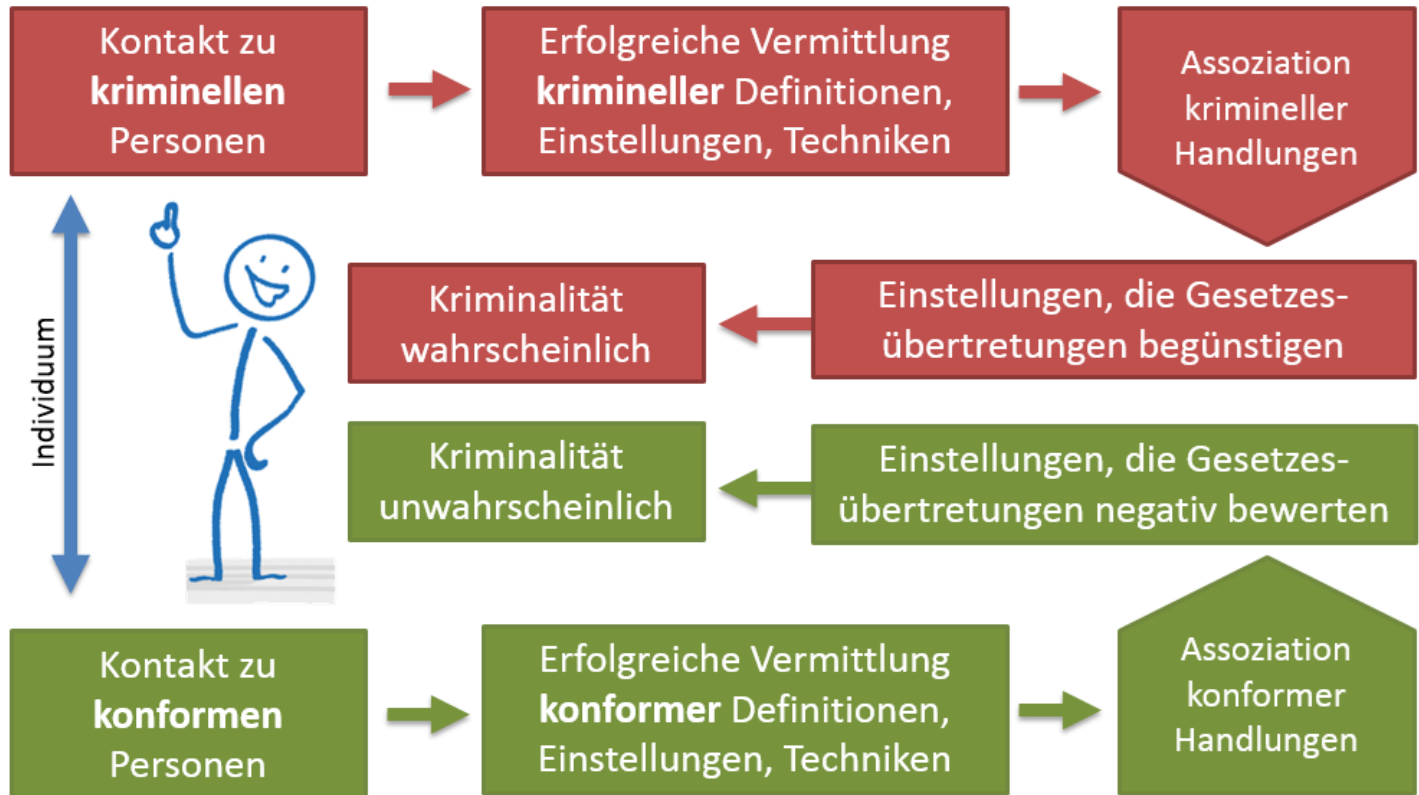 Kontakt zu
kriminellen
Personen
Erfolgreiche Vermittlung
krimineller Definitionen,
Einstellungen, Techniken
Assoziation
krimineller
Handlungen
Einstellungen, die Gesetzes-
übertretungen begünstigen
Kriminalität
wahrscheinlich
Individuum
Kriminalität
unwahrscheinlich
Einstellungen, die Gesetzes-
übertretungen negativ bewerten
Kontakt zu
konformen
Personen
Erfolgreiche Vermittlung
konformer Definitionen,
Einstellungen, Techniken
Assoziation
konformer
Handlungen